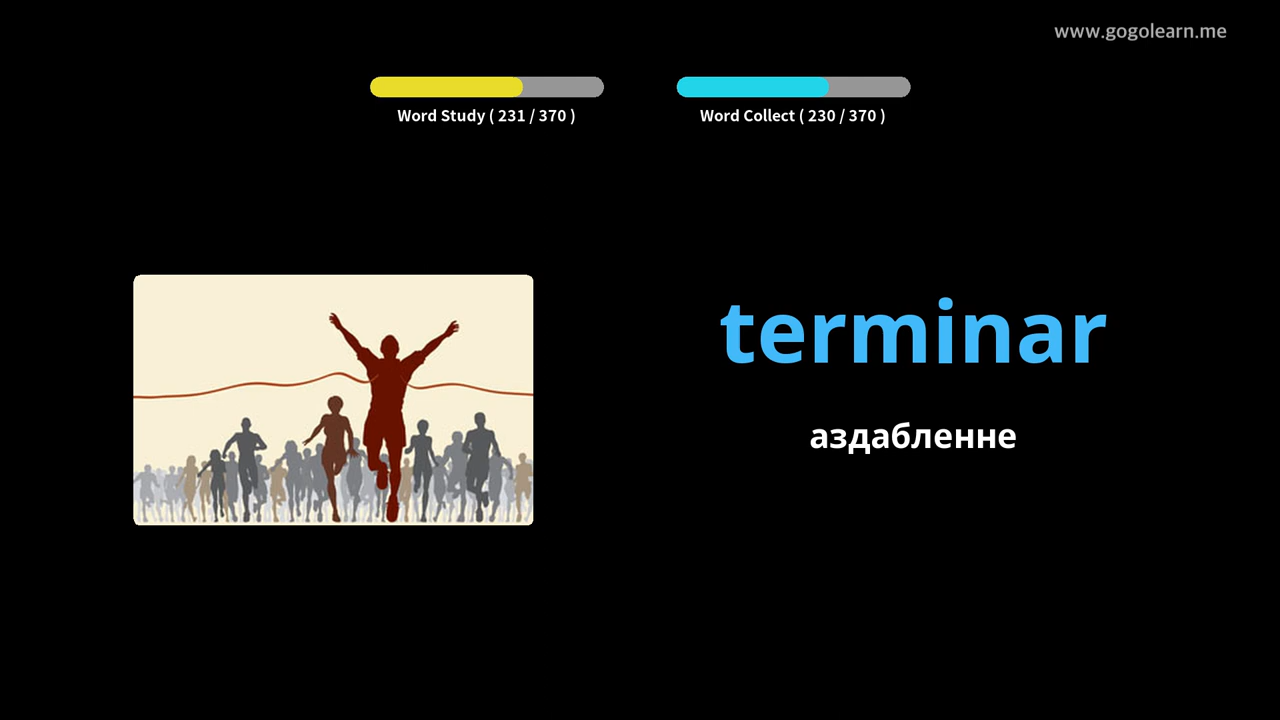 www.gogolearn.me
Word Study ( 231 / 370 )
Word Collect ( 230 / 370 )
terminar
аздабленне